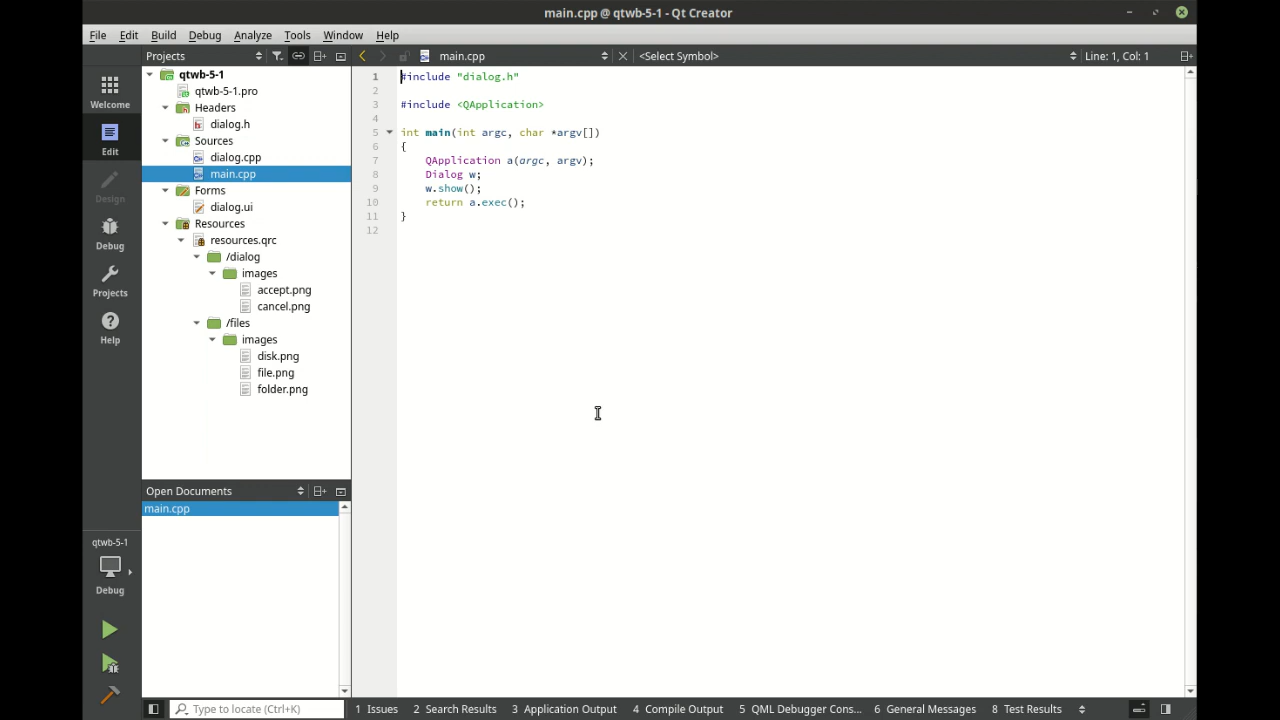 main.cpp @ qtwb-5-1 - Qt Creator
File Edit Build Debug Analyze Tools Window Help
Projects
main.cpp
<Select Symbol>
Line: 1, Col: 1
Welcome
Edit
Design
Debug
Projects
Help
qtwb-5-1
Debug
qtwb-5-1
qtwb-5-1.pro
Headers
dialog.h
Sources
dialog.cpp
main.cpp
Forms
dialog.ui
Resources
resources.qrc
/dialog
images
accept.png
cancel.png
/files
images
disk.png
file.png
folder.png
Open Documents
main.cpp
1 #include "dialog.h"
2
3 #include <QApplication>
4
5 int main(int argc, char *argv[])
6 {
7 QApplication a(argc, argv);
8 Dialog w;
9 w.show();
10 return a.exec();
11 }
12
Type to locate (Ctrl+K)
1 Issues
2 Search Results
3 Application Output
4 Compile Output
5 QML Debugger Cons...
6 General Messages
8 Test Results